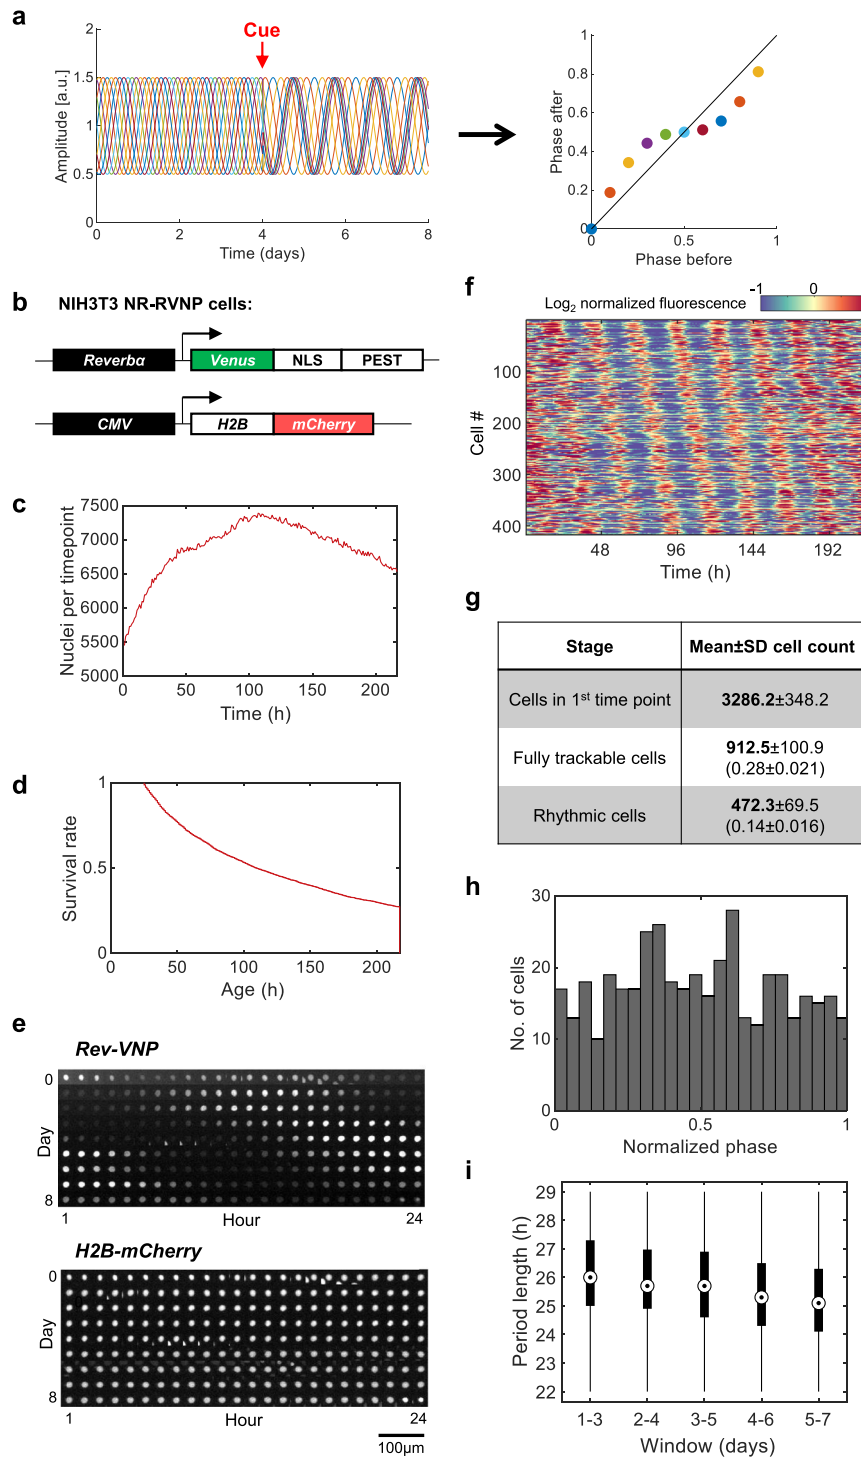 a
Cue
Amplitude [a.u.]
2
1.5
1
0.5
0
0
2
4
6
8
Time (days)
Phase after
1
0.8
0.6
0.4
0.2
0
0
0.5
1
Phase before
b
NIH3T3 NR-RVNP cells:
Reverbα
Venus
NLS
PEST
CMV
H2B
mCherry
c
Nuclei per timepoint
7500
7000
6500
6000
5500
5000
0
50
100
150
200
Time (h)
d
Survival rate
1
0.5
0
0
50
100
150
200
Age (h)
e
Rev-VNP
0
Day
8
1
Hour
24
H2B-mCherry
0
Day
8
1
Hour
24
100μm
f
Log2 normalized fluorescence
-1
0
Cell #
100
200
300
400
48
96
144
192
Time (h)
g
Stage
Mean±SD cell count
Cells in 1st time point
3286.2±348.2
Fully trackable cells
912.5±100.9
(0.28±0.021)
Rhythmic cells
472.3±69.5
(0.14±0.016)
h
No. of cells
30
20
10
0
0
0.5
1
Normalized phase
i
Period length (h)
29
28
27
26
25
24
23
22
1-3
2-4
3-5
4-6
5-7
Window (days)